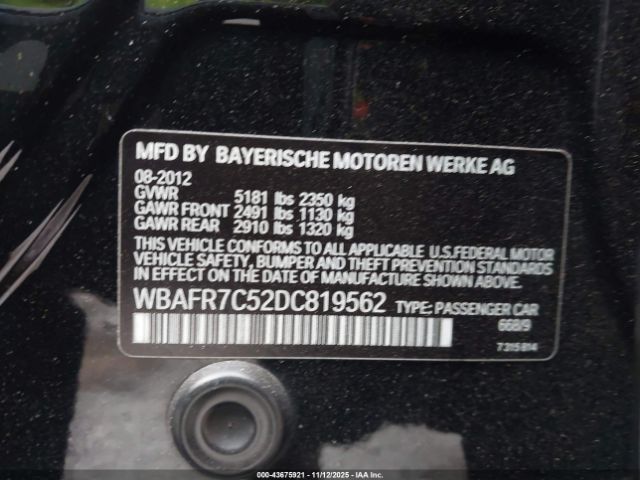 MFD BY BAYERISCHE MOTOREN WERKE AG
08-2012
GVWR 5181 lbs 2350 kg
GAWR FRONT 2491 lbs 1130 kg
GAWR REAR 2910 lbs 1320 kg
THIS VEHICLE CONFORMS TO ALL APPLICABLE U.S.FEDERAL MOTOR
VEHICLE SAFETY, BUMPER AND THEFT PREVENTION STANDARDS
IN EFFECT ON THE DATE OF MANUFACTURE SHOWN ABOVE.
WBAFR7C52DC819562 TYPE: PASSENGER CAR
668/9
7 315 814
000-43675921 - 11/12/2025 - IAA Inc.